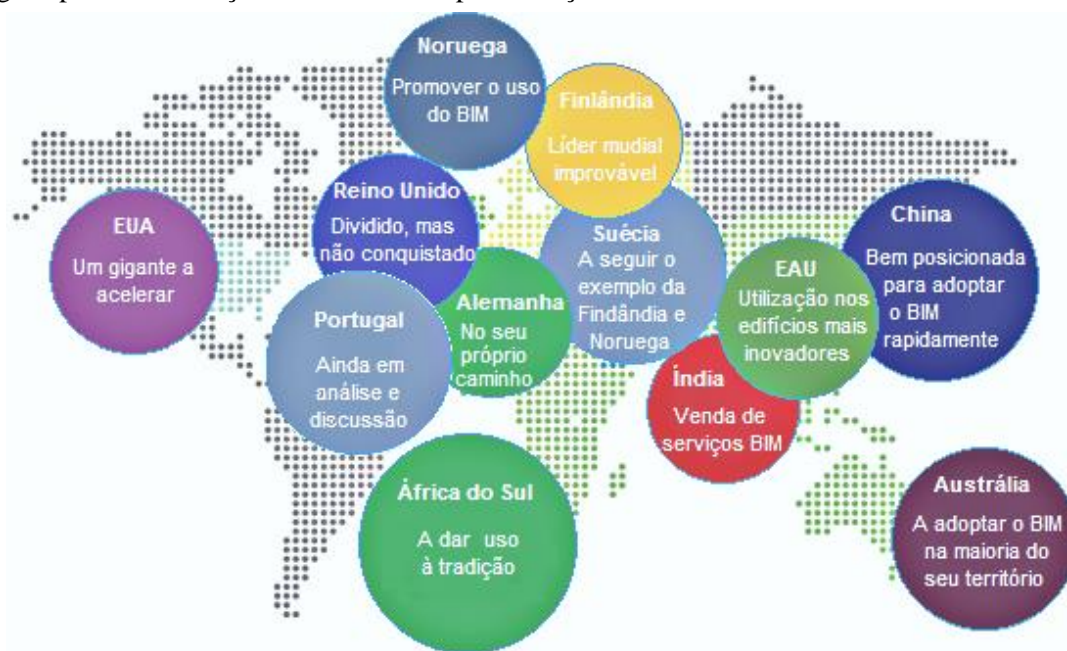 Noruega
Promover o uso
do BIM
Finlândia
Líder mudial
improvável
Reino Unido
Dividido, mas
não conquistado
Suécia
A seguir o
exemplo da
Findândia e
Noruega
China
Bem posicionada
para adoptar
o BIM
rapidamente
EUA
Um gigante a
acelerar
EAU
Utilização nos
edifícios mais
inovadores
Alemanha
No seu
próprio
caminho
Portugal
Ainda em
análise e
discussão
Índia
Venda de
serviços BIM
África do Sul
A dar uso
à tradição
Austrália
A adoptar o BIM
na maioria do
seu território